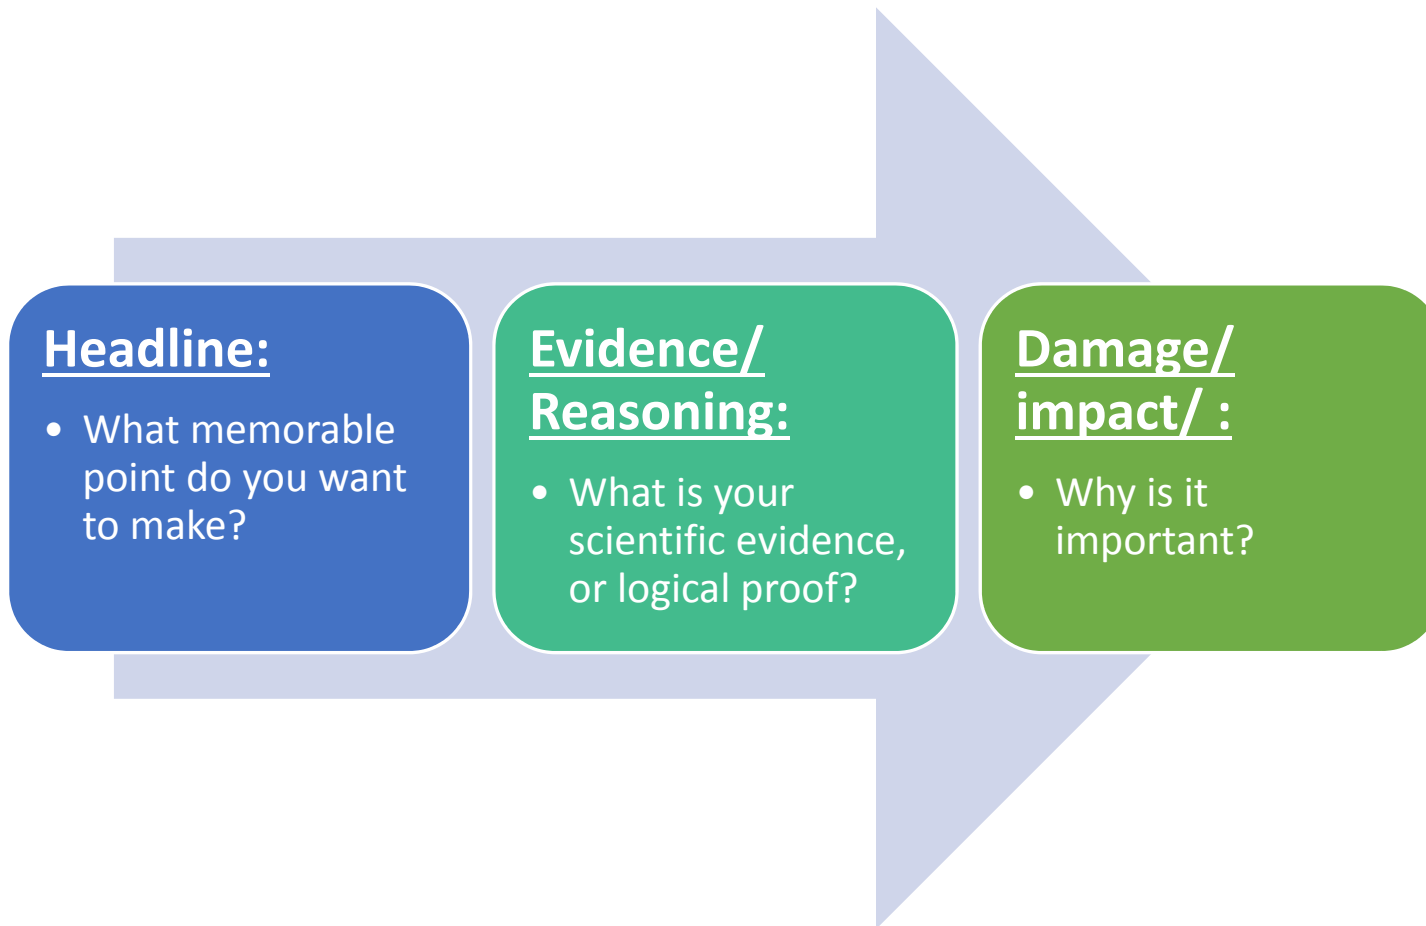 Headline:
• What memorable
point do you want
to make?
Evidence/
Reasoning:
• What is your
scientific evidence,
or logical proof?
Damage/
impact/ :
• Why is it
important?